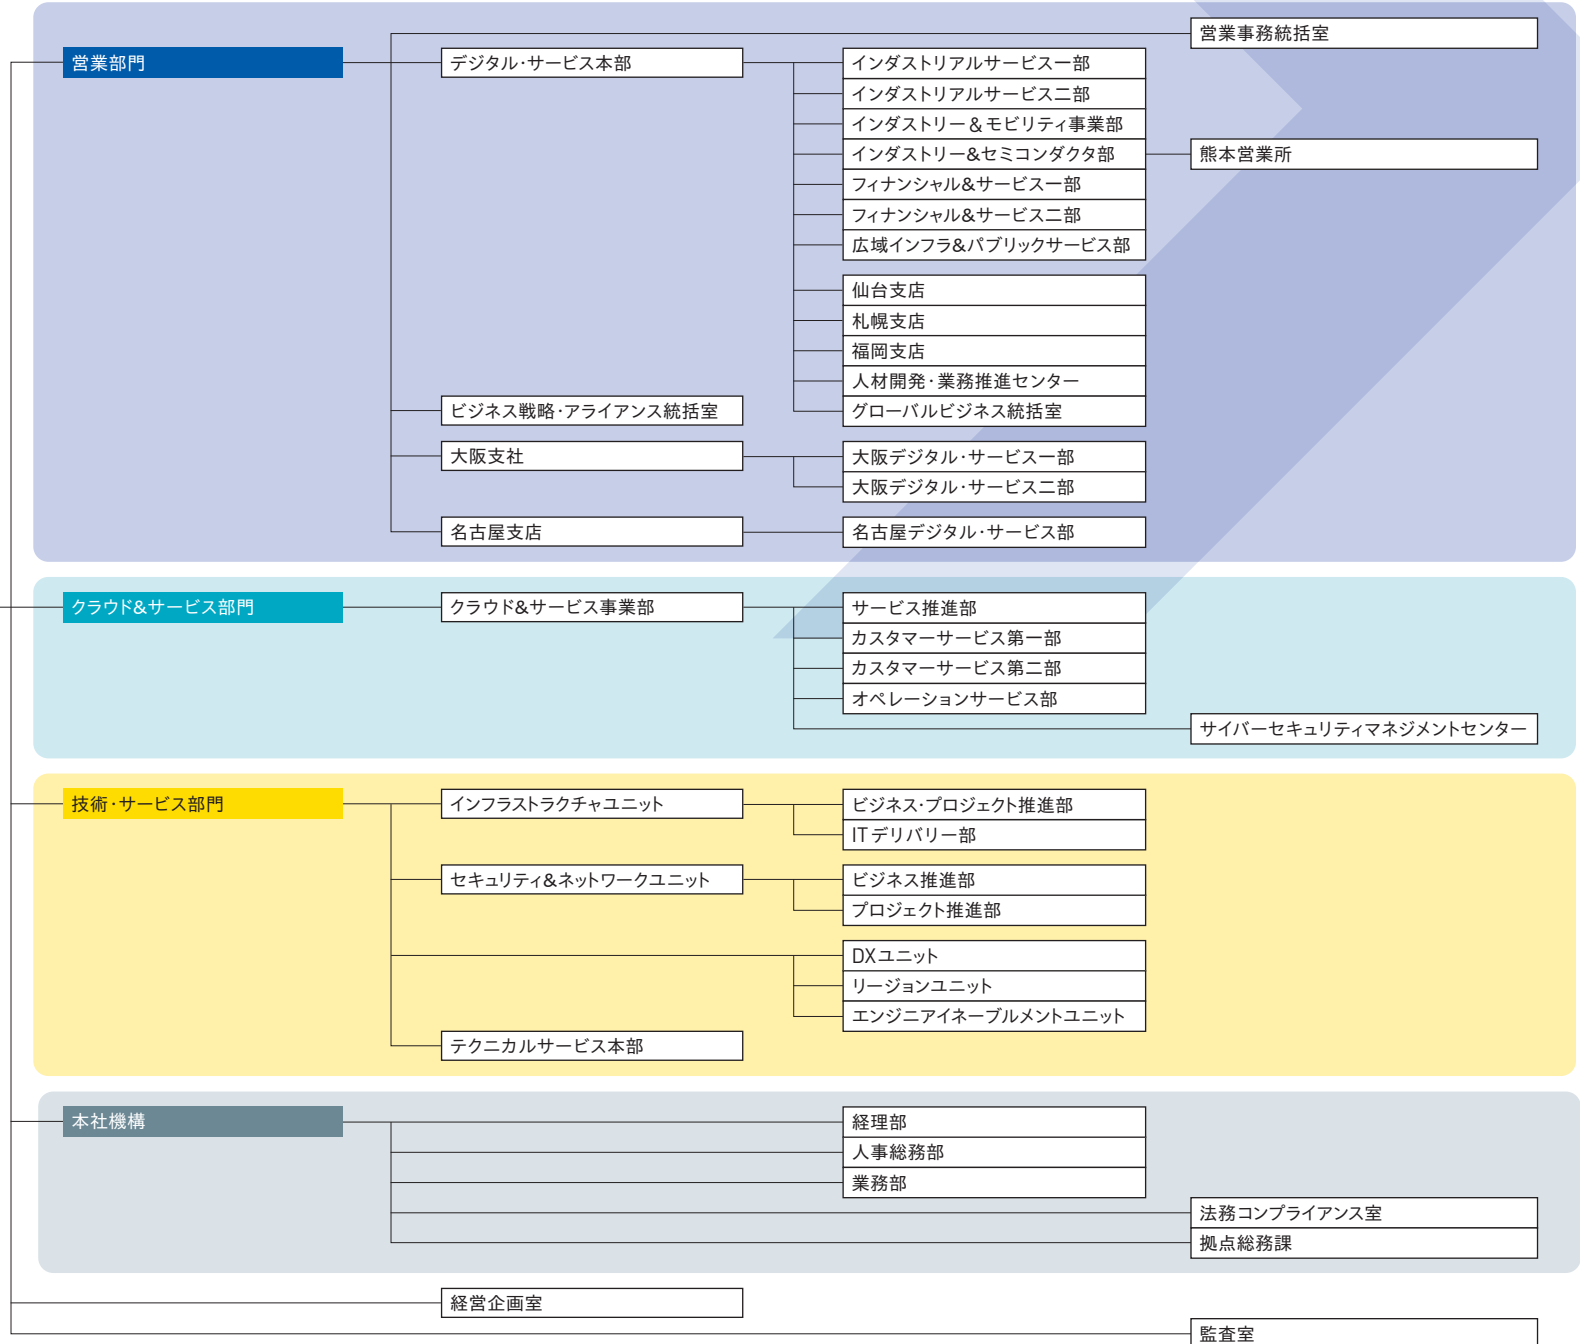 営業事務統括室
営業部門
デジタル・サービス本部
インダストリアルサービス一部
インダストリアルサービス二部
インダストリー＆モビリティ事業部
インダストリー&セミコンダクタ部
熊本営業所
フィナンシャル&サービス一部
フィナンシャル&サービス二部
広域インフラ&パブリックサービス部
仙台支店
札幌支店
福岡支店
人材開発・業務推進センター
グローバルビジネス統括室
ビジネス戦略・アライアンス統括室
大阪支社
大阪デジタル・サービス一部
大阪デジタル・サービス二部
名古屋支店
名古屋デジタル・サービス部
クラウド&サービス部門
クラウド&サービス事業部
サービス推進部
カスタマーサービス第一部
カスタマーサービス第二部
オペレーションサービス部
サイバーセキュリティマネジメントセンター
技術・サービス部門
インフラストラクチャユニット
ビジネス・プロジェクト推進部
ITデリバリー部
セキュリティ&ネットワークユニット
ビジネス推進部
プロジェクト推進部
DXユニット
リージョンユニット
エンジニアイネーブルメントユニット
テクニカルサービス本部
本社機構
経理部
人事総務部
業務部
法務コンプライアンス室
拠点総務課
経営企画室
監査室